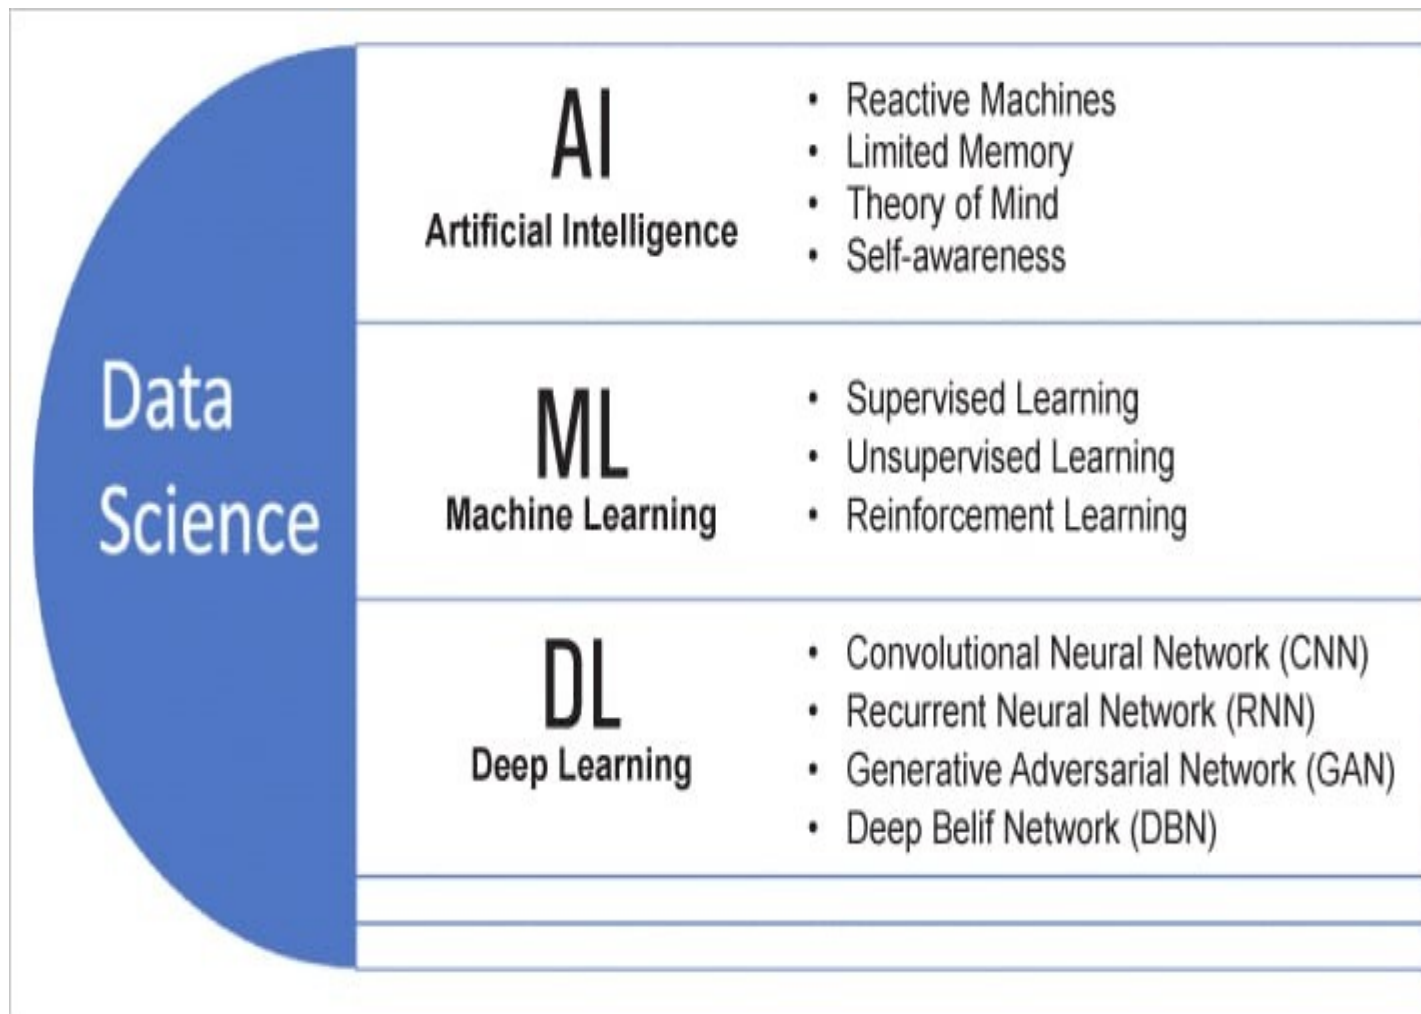 Data
Science
AI
Artificial Intelligence
• Reactive Machines
• Limited Memory
• Theory of Mind
• Self-awareness
ML
Machine Learning
• Supervised Learning
• Unsupervised Learning
• Reinforcement Learning
DL
Deep Learning
• Convolutional Neural Network (CNN)
• Recurrent Neural Network (RNN)
• Generative Adversarial Network (GAN)
• Deep Belif Network (DBN)